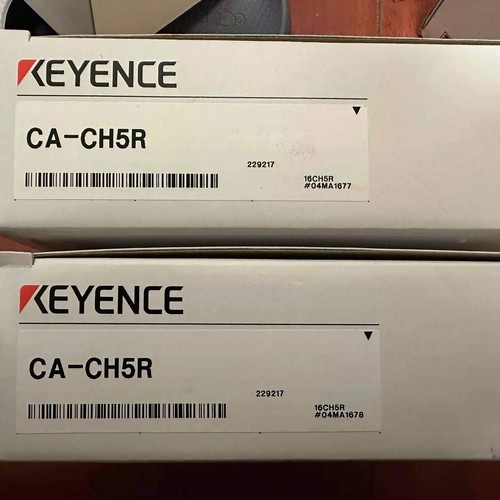 KEYENCE
CA-CH5R
229217
16CH5R
#04MA1677
KEYENCE
CA-CH5R
229217
16CH5R
#04MA1678